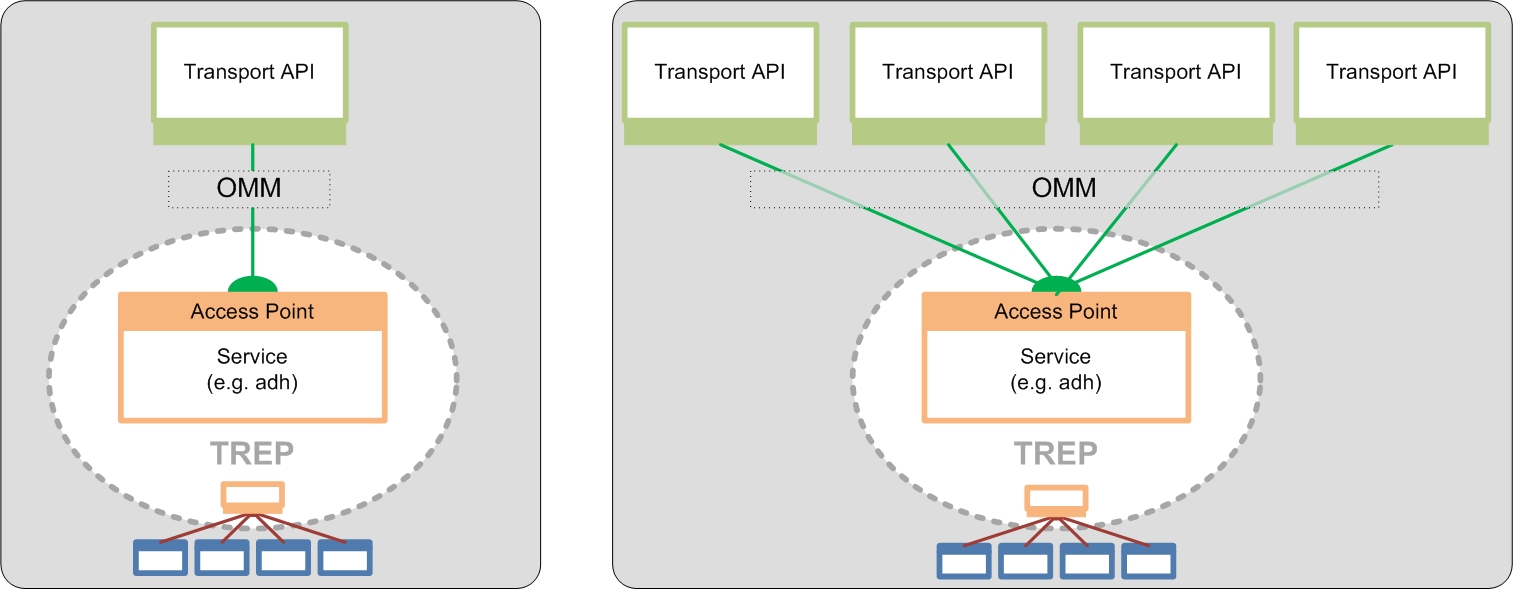 Transport API
OMM
Access Point
Service
(e.g. adh)
TREP
Transport API
Transport API
Transport API
Transport API
OMM
Access Point
Service
(e.g. adh)
TREP